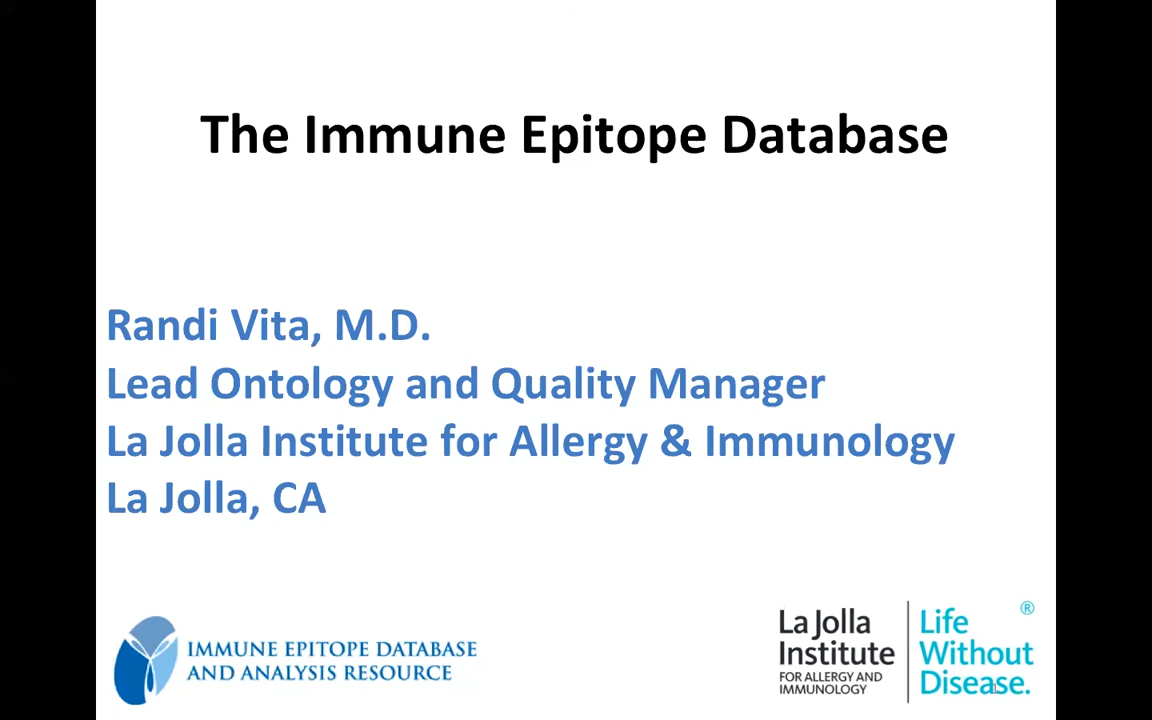 The Immune Epitope Database
Randi Vita, M.D.
Lead Ontology and Quality Manager
La Jolla Institute for Allergy & Immunology
La Jolla, CA
IMMUNE EPITOPE DATABASE
AND ANALYSIS RESOURCE
La Jolla
Institute
FOR ALLERGY AND
IMMUNOLOGY
Life ®
Without
Disease.
1